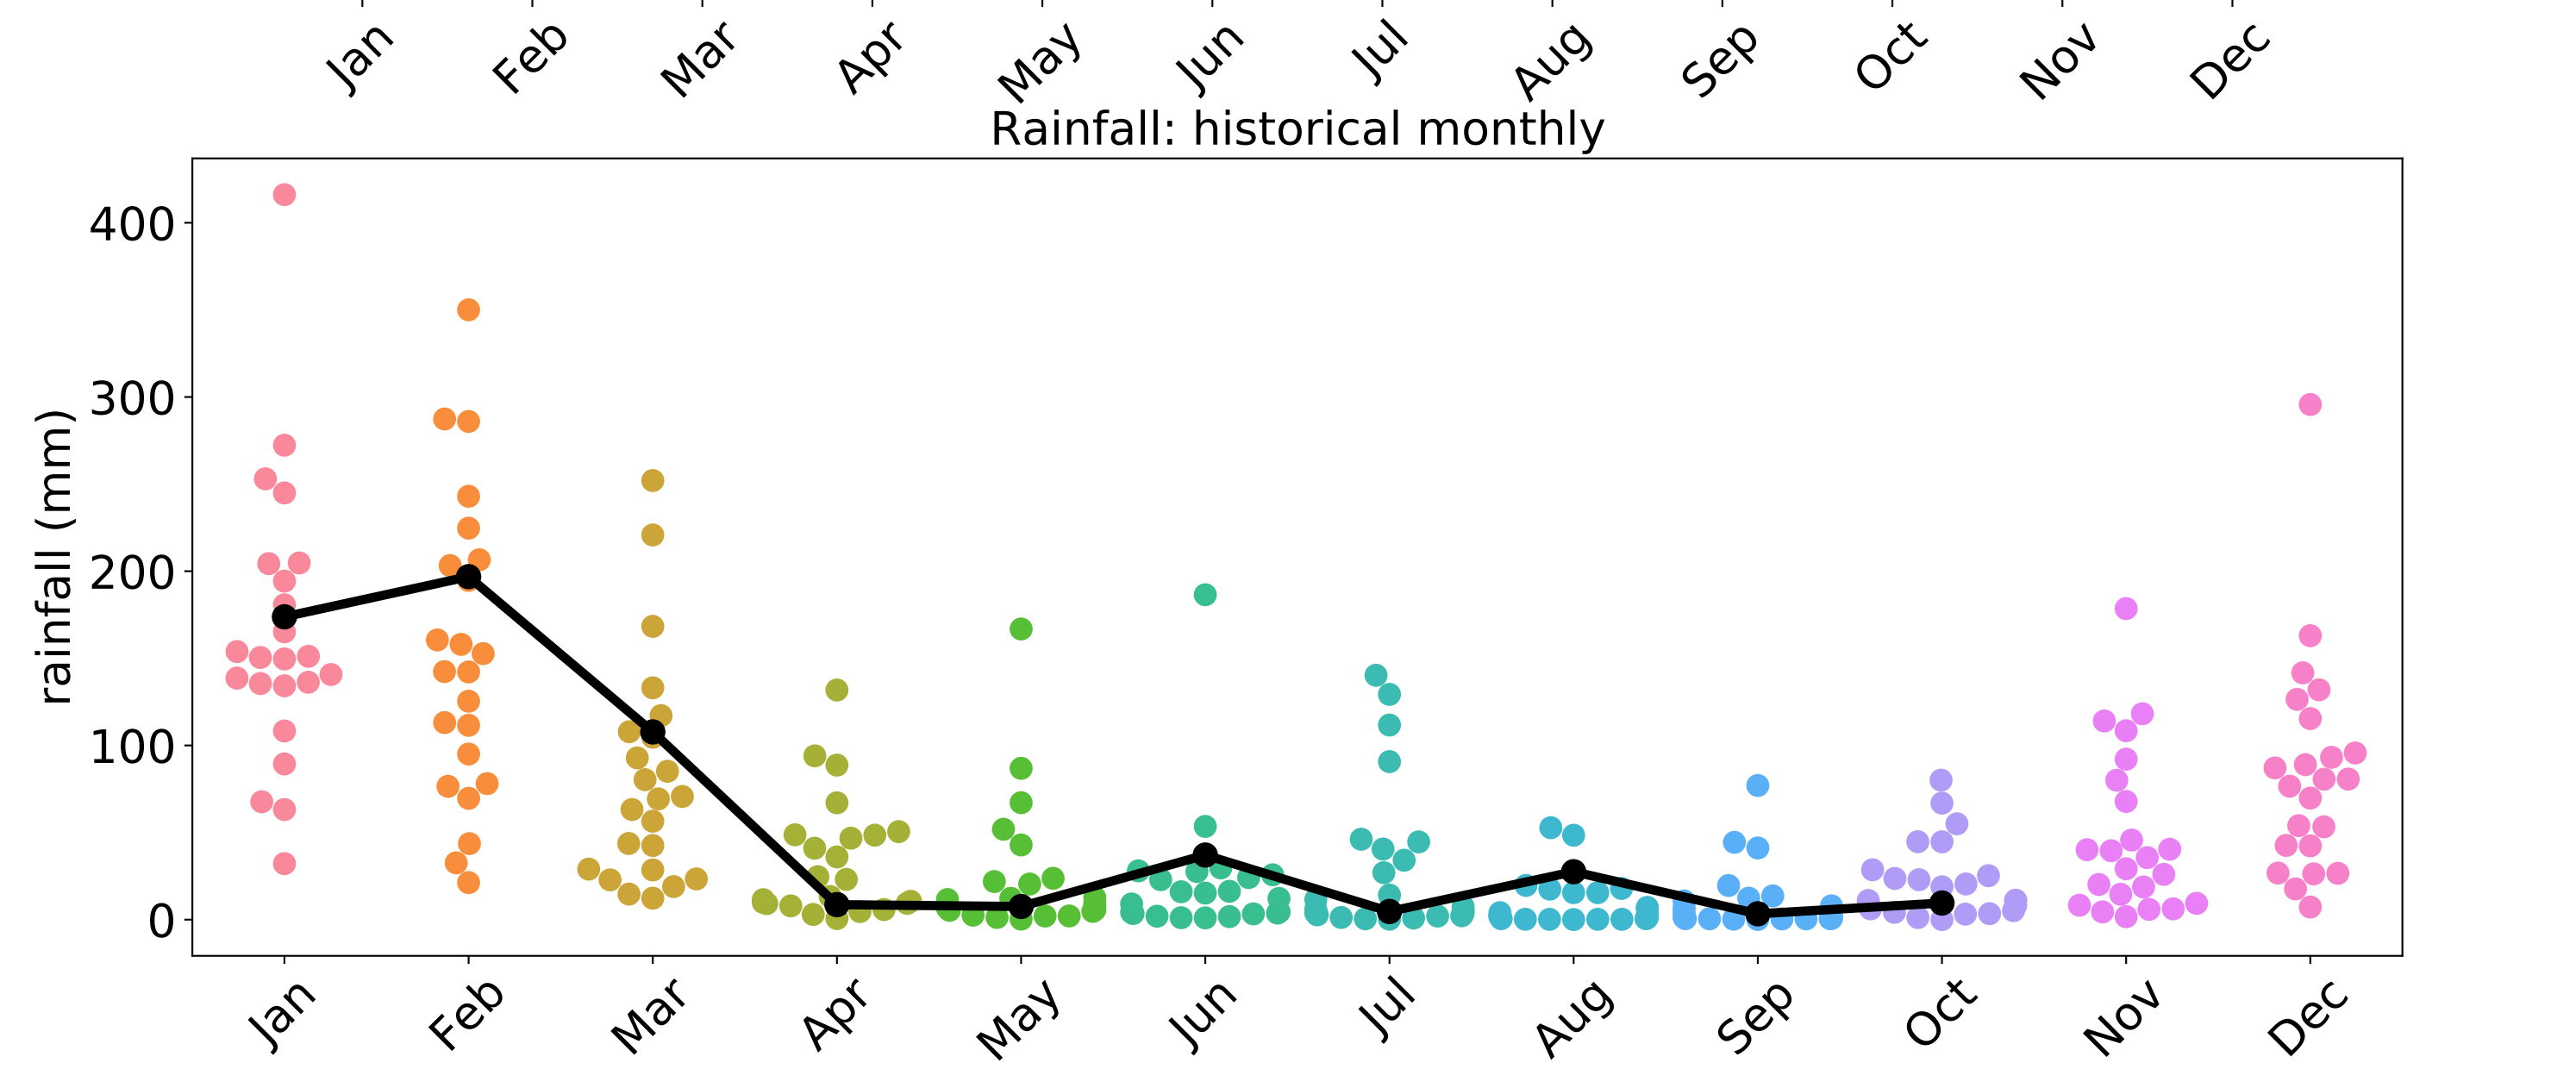 Jan Feb Mar Apr May Jun Jul Aug Sep Oct Nov Dec
Rainfall: historical monthly
rainfall (mm)
400
300
200
100
0
Jan Feb Mar Apr May Jun Jul Aug Sep Oct Nov Dec